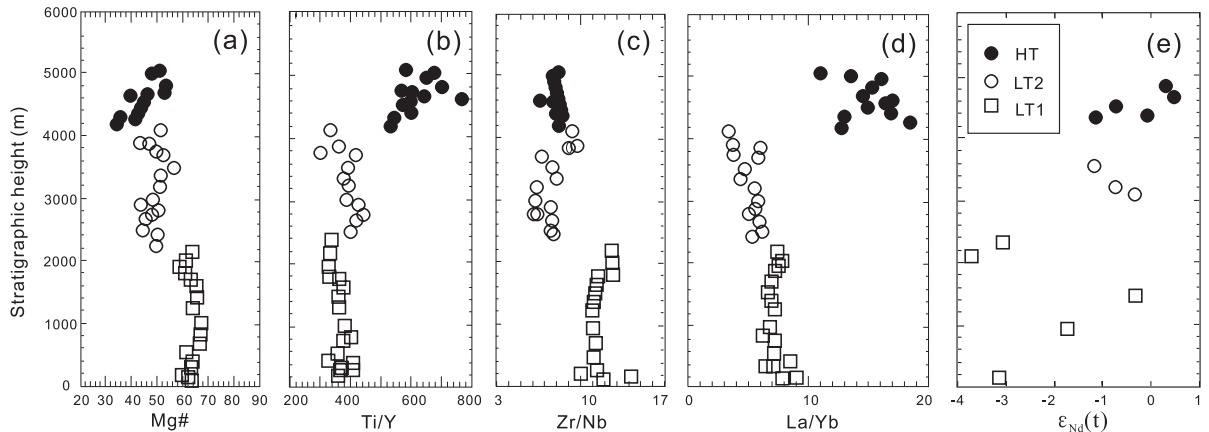 (a)
(b)
(c)
(d)
(e)
HT
LT2
LT1
Stratigraphic height (m)
6000
5000
4000
3000
2000
1000
0
20 30 40 50 60 70 80 90
200 400 600 800
3 10 17
0 10 20
-4 -3 -2 -1 0 1
Mg#
Ti/Y
Zr/Nb
La/Yb
εNd(t)